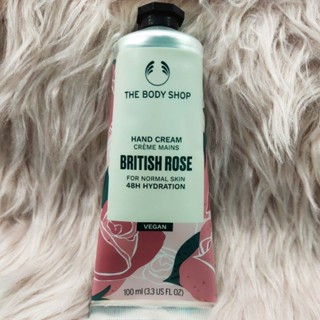 THE BODY SHOP
HAND CREAM
CRÈME MAINS
BRITISH ROSE
FOR NORMAL SKIN
48H HYDRATION
VEGAN
100 ml (3.3 US FL OZ)